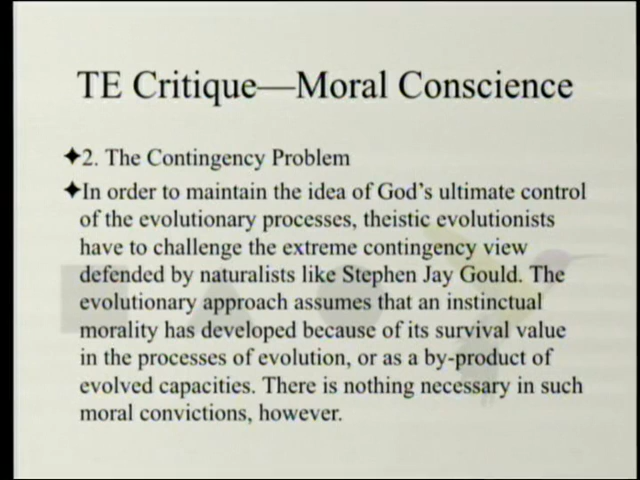 TE Critique—Moral Conscience
✦2. The Contingency Problem
✦In order to maintain the idea of God's ultimate control
of the evolutionary processes, theistic evolutionists
have to challenge the extreme contingency view
defended by naturalists like Stephen Jay Gould. The
evolutionary approach assumes that an instinctual
morality has developed because of its survival value
in the processes of evolution, or as a by-product of
evolved capacities. There is nothing necessary in such
moral convictions, however.